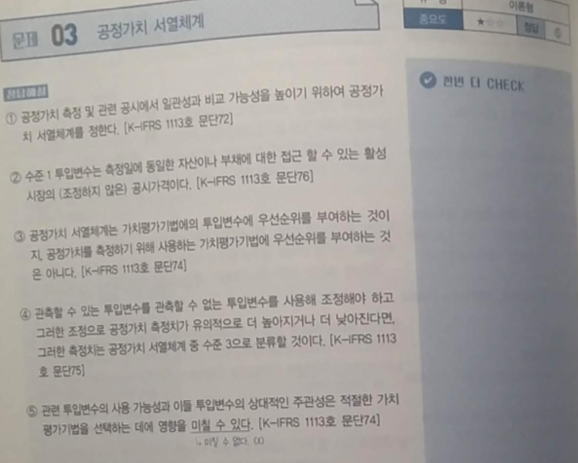 문제 03 공정가치 서열체계
이론형
중요도 ★☆☆ 정답 ⑤
정답해설
한번 더 CHECK
① 공정가치 측정 및 관련 공시에서 일관성과 비교 가능성을 높이기 위하여 공정가
치 서열체계를 정한다. [K-IFRS 1113호 문단72]
② 수준 1 투입변수는 측정일에 동일한 자산이나 부채에 대한 접근 할 수 있는 활성
시장의 (조정하지 않은) 공시가격이다. [K-IFRS 1113호 문단76]
③ 공정가치 서열체계는 가치평가기법에의 투입변수에 우선순위를 부여하는 것이
지, 공정가치를 측정하기 위해 사용하는 가치평가기법에 우선순위를 부여하는 것
은 아니다. [K-IFRS 1113호 문단74]
④ 관측할 수 있는 투입변수를 관측할 수 없는 투입변수를 사용해 조정해야 하고
그러한 조정으로 공정가치 측정치가 유의적으로 더 높아지거나 더 낮아진다면,
그러한 측정치는 공정가치 서열체계 중 수준 3으로 분류할 것이다. [K-IFRS 1113
호 문단75]
⑤ 관련 투입변수의 사용 가능성과 이들 투입변수의 상대적인 주관성은 적절한 가치
평가기법을 선택하는 데에 영향을 미칠 수 있다. [K-IFRS 1113호 문단74]
↳ 미칠 수 없다. (X)